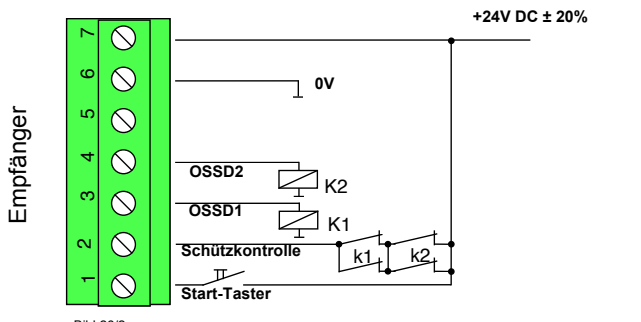 +24V DC ± 20%
7
6
0V
5
4
OSSD2
K2
3
OSSD1
K1
2
Schützkontrolle
k1
k2
1
Start-Taster
Empfänger